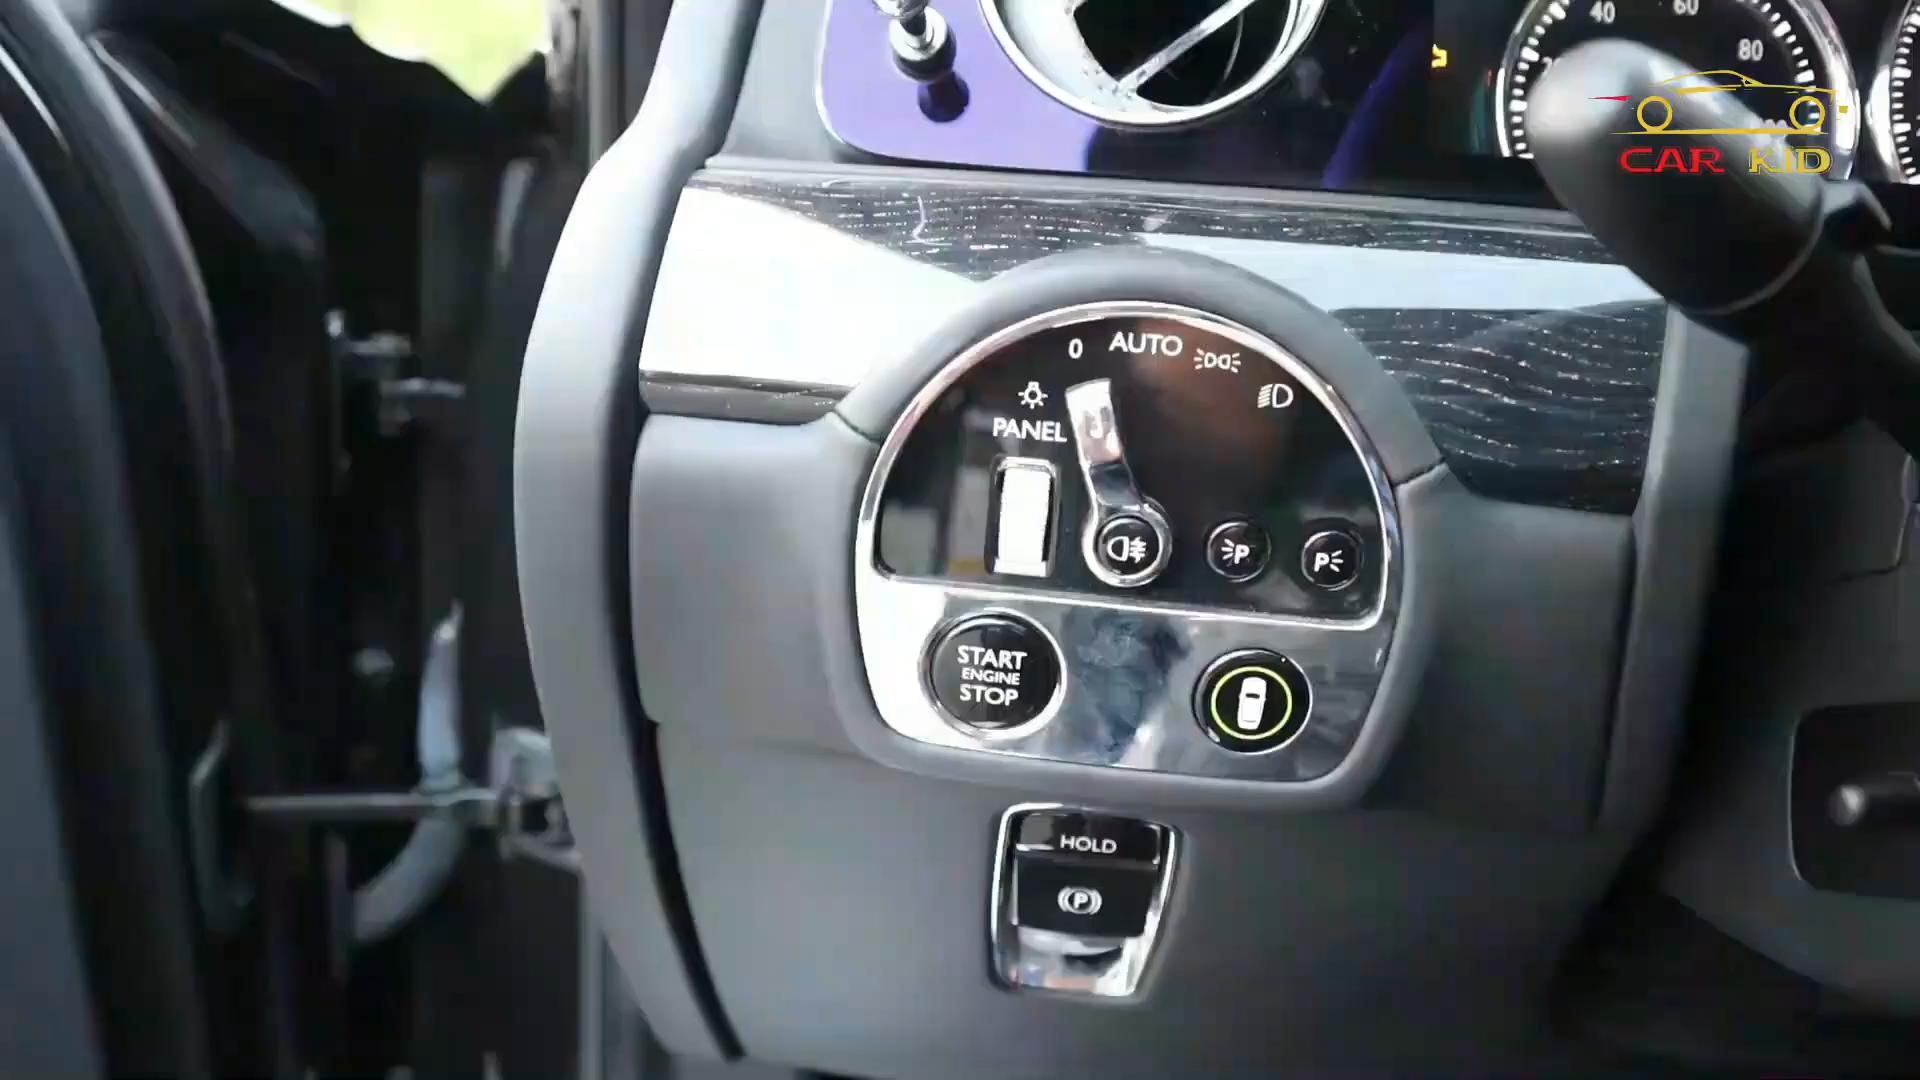 40 60
80
CAR KID
0 AUTO
PANEL
P P
START
ENGINE
STOP
HOLD
P